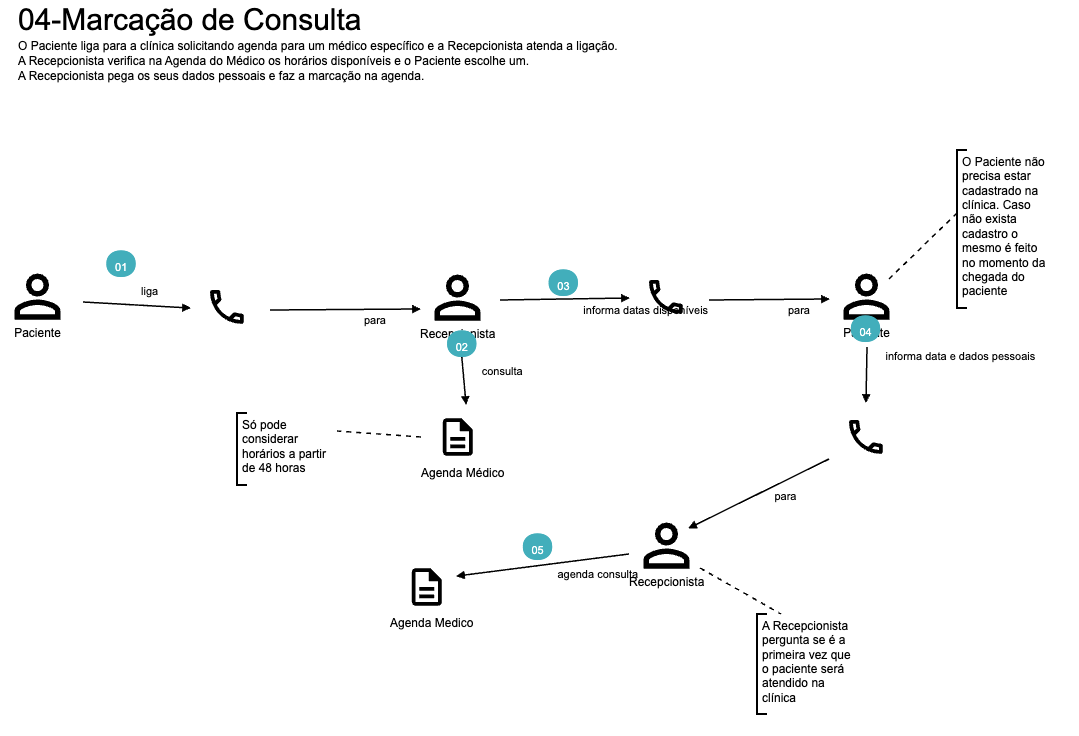 04-Marcação de Consulta
O Paciente liga para a clínica solicitando agenda para um médico específico e a Recepcionista atenda a ligação.
A Recepcionista verifica na Agenda do Médico os horários disponíveis e o Paciente escolhe um.
A Recepcionista pega os seus dados pessoais e faz a marcação na agenda.
O Paciente não
precisa estar
cadastrado na
clínica. Caso
não exista
cadastro o
mesmo é feito
no momento da
chegada do
paciente
01
liga
Paciente
para
Recepcionista
03
informa datas disponíveis
para
Paciente
04
informa data e dados pessoais
02
consulta
Só pode
considerar
horários a partir
de 48 horas
Agenda Médico
para
05
agenda consulta
Recepcionista
Agenda Medico
A Recepcionista
pergunta se é a
primeira vez que
o paciente será
atendido na
clínica